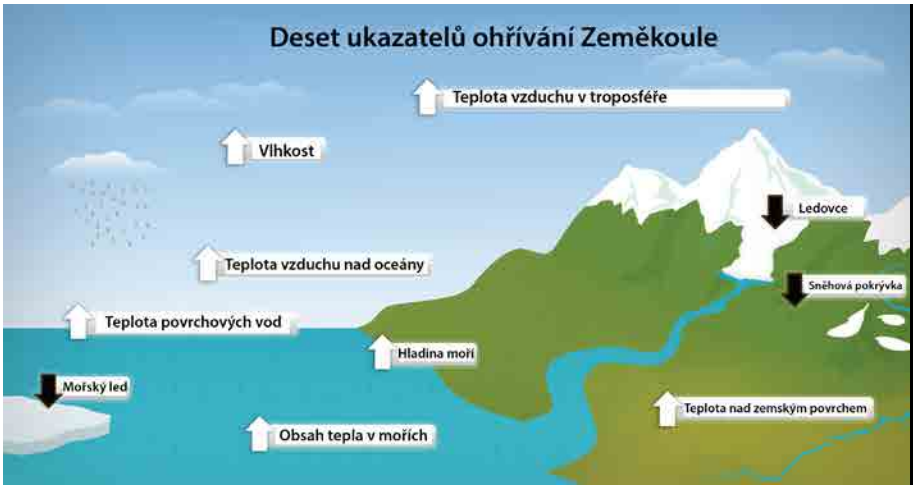 Deset ukazatelů ohřívání Zeměkoule
Teplota vzduchu v troposféře
Vlhkost
Ledovce
Teplota vzduchu nad oceány
Sněhová pokrývka
Teplota povrchových vod
Hladina moří
Mořský led
Teplota nad zemským povrchem
Obsah tepla v mořích